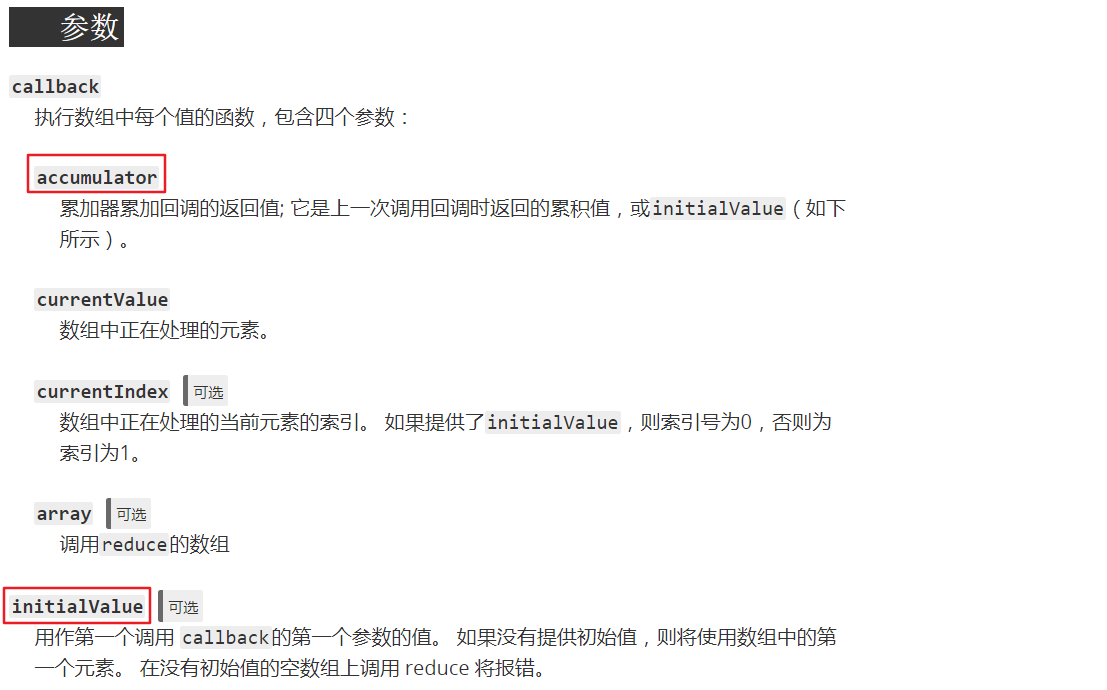 参数
callback
执行数组中每个值的函数，包含四个参数：
accumulator
累加器累加回调的返回值; 它是上一次调用回调时返回的累积值，或initialValue（如下
所示）。
currentValue
数组中正在处理的元素。
currentIndex 可选
数组中正在处理的当前元素的索引。 如果提供了initialValue，则索引号为0，否则为
索引为1。
array 可选
调用reduce的数组
initialValue 可选
用作第一个调用 callback的第一个参数的值。 如果没有提供初始值，则将使用数组中的第
一个元素。 在没有初始值的空数组上调用 reduce 将报错。